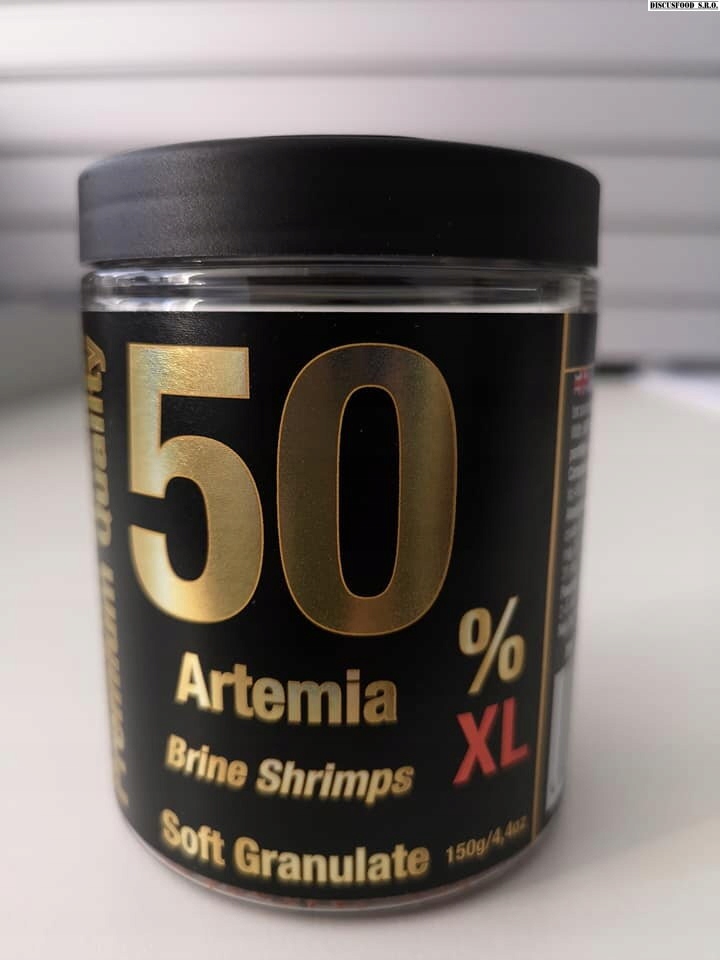 DISCUSFOOD S.R.O.
Premium Quality
50
%
Artemia
XL
Brine Shrimps
Soft Granulate
150g/4,4oz